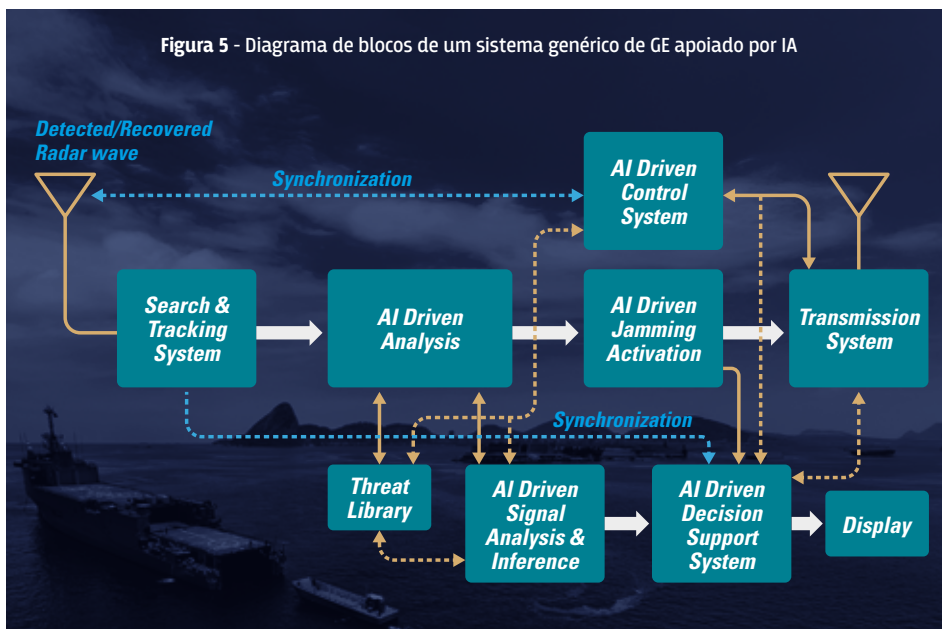 Figura 5 - Diagrama de blocos de um sistema genérico de GE apoiado por IA
Detected/Recovered
Radar wave
Synchronization
AI Driven
Control
System
Search &
Tracking
System
AI Driven
Analysis
AI Driven
Jamming
Activation
Transmission
System
Synchronization
Threat
Library
AI Driven
Signal
Analysis &
Inference
AI Driven
Decision
Support
System
Display